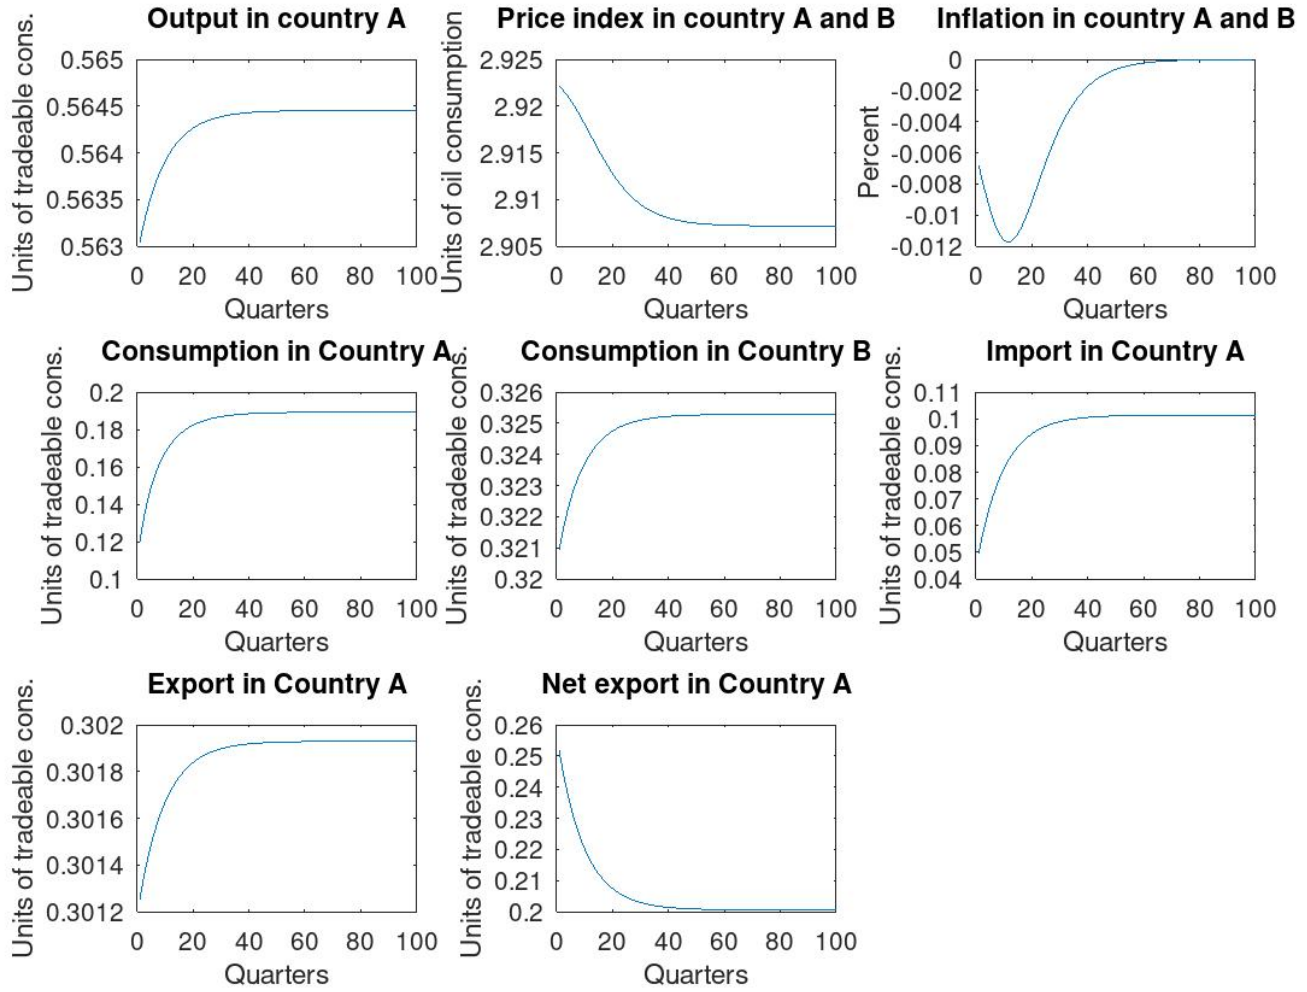 Output in country A
Units of tradeable cons.
0.565
0.5645
0.564
0.5635
0.563
0 20 40 60 80 100
Quarters
Price index in country A and B
Units of oil consumption
2.925
2.92
2.915
2.91
2.905
0 20 40 60 80 100
Quarters
Inflation in country A and B
Percent
0
-0.002
-0.004
-0.006
-0.008
-0.01
-0.012
0 20 40 60 80 100
Quarters
Consumption in Country A
Units of tradeable cons.
0.2
0.18
0.16
0.14
0.12
0.1
0 20 40 60 80 100
Quarters
Consumption in Country B
Units of tradeable cons.
0.326
0.325
0.324
0.323
0.322
0.321
0.32
0 20 40 60 80 100
Quarters
Import in Country A
Units of tradeable cons.
0.11
0.1
0.09
0.08
0.07
0.06
0.05
0.04
0 20 40 60 80 100
Quarters
Export in Country A
Units of tradeable cons.
0.302
0.3018
0.3016
0.3014
0.3012
0 20 40 60 80 100
Quarters
Net export in Country A
Units of tradeable cons.
0.26
0.25
0.24
0.23
0.22
0.21
0.2
0 20 40 60 80 100
Quarters